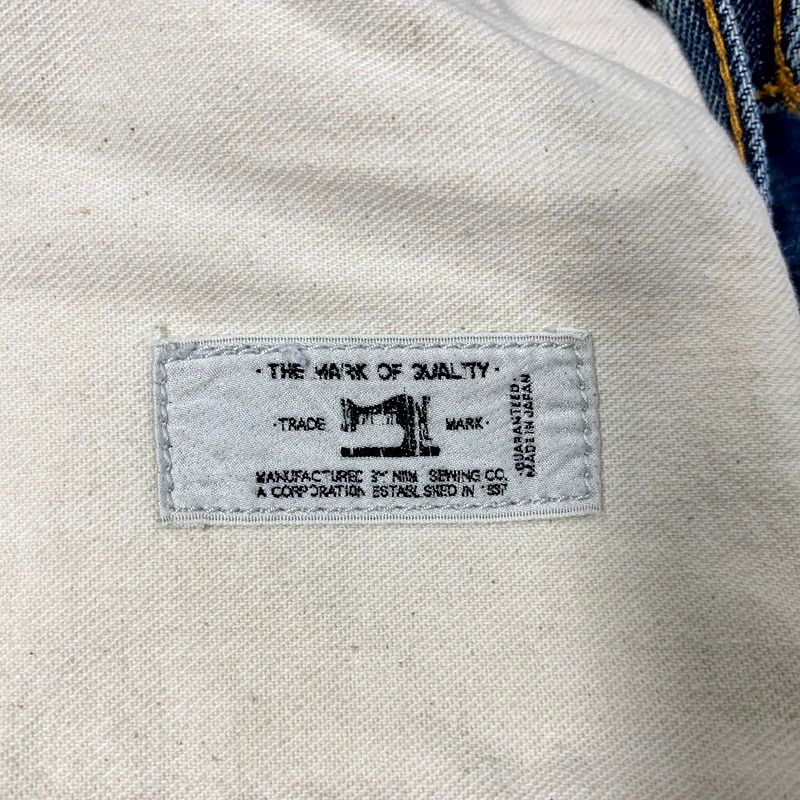 · THE MARK OF QUALITY ·
· TRADE MARK ·
MANUFACTURED BY SEWING CO.
A CORPORATION ESTABLISHED IN
GUARANTEED
MADE IN JAPAN